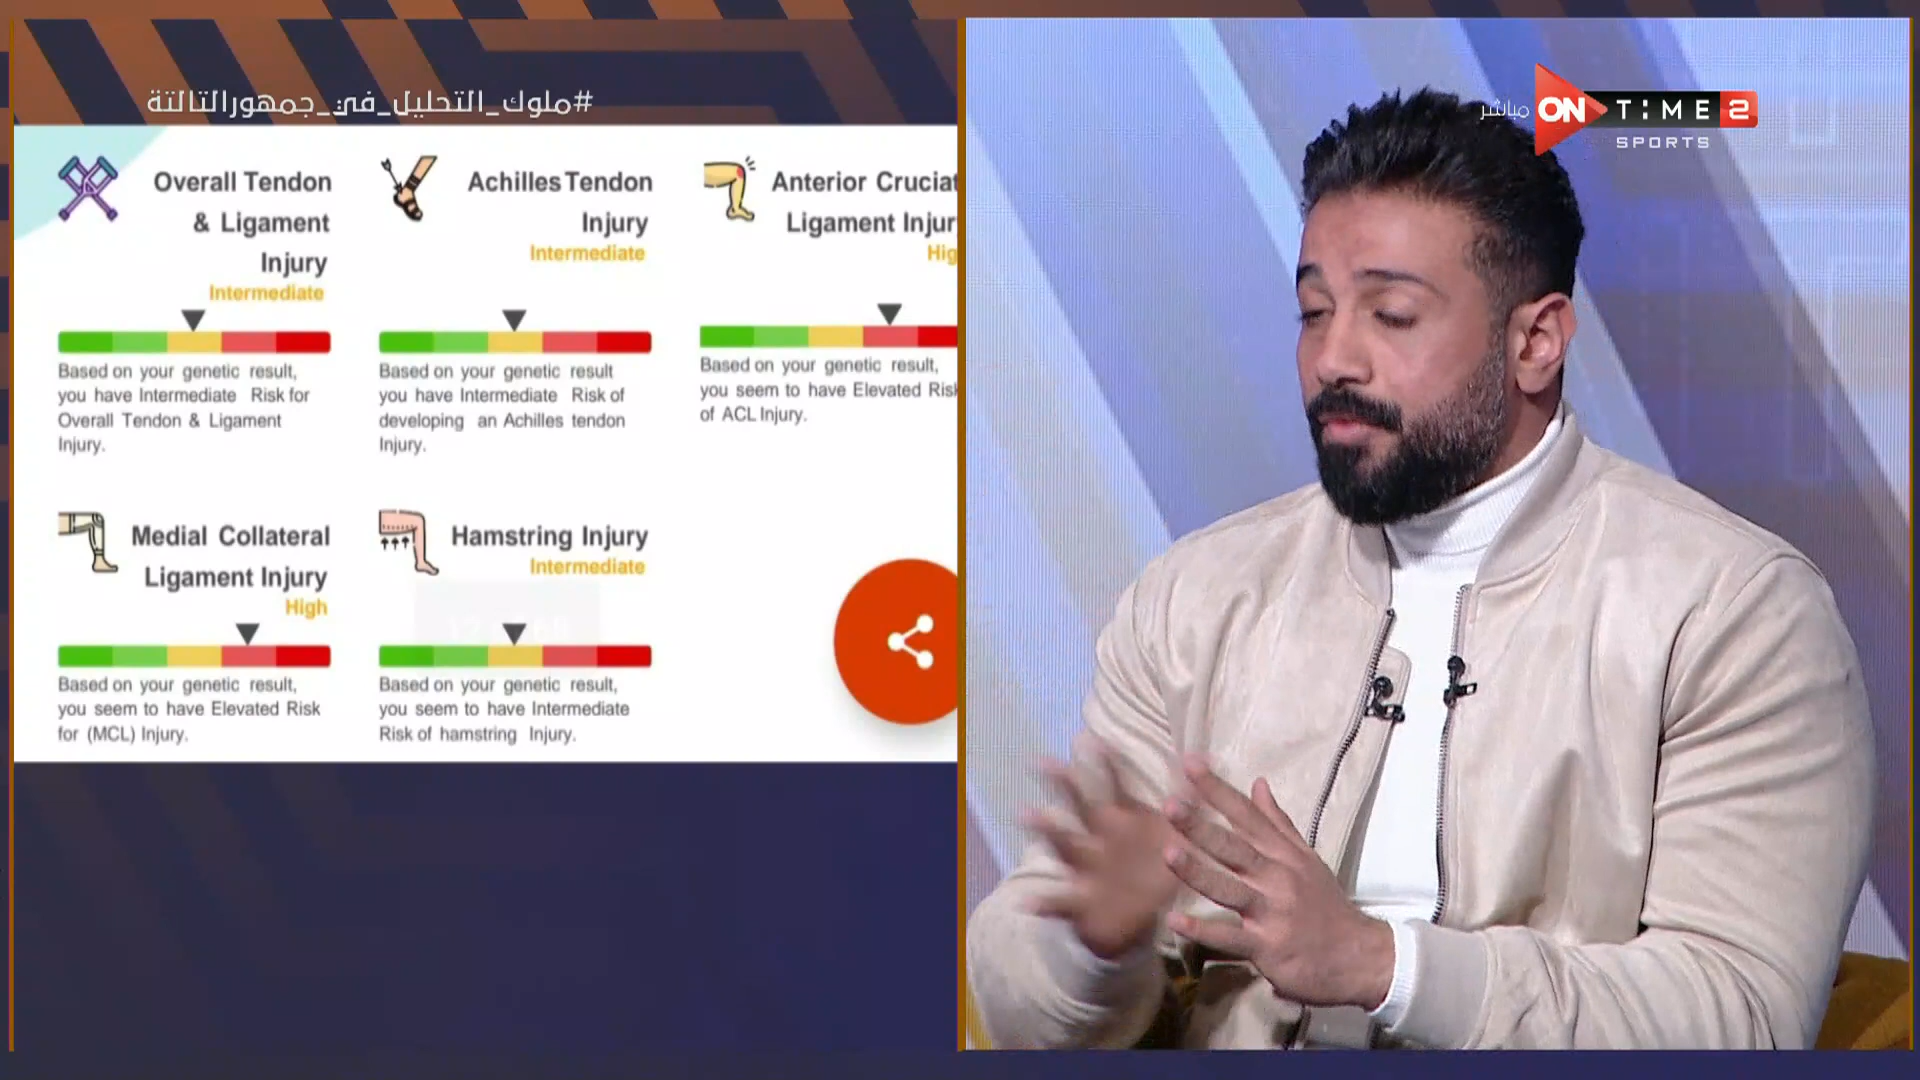 #ملوك_التحليل_في_جمهورالتالتة
Overall Tendon
& Ligament
Injury
Intermediate
Based on your genetic result,
you have Intermediate Risk for
Overall Tendon & Ligament
Injury.
Achilles Tendon
Injury
Intermediate
Based on your genetic result
you have Intermediate Risk of
developing an Achilles tendon
Injury.
Anterior Cruciat
Ligament Injur
Hig
Based on your genetic result,
you seem to have Elevated Risk
of ACL Injury.
Medial Collateral
Ligament Injury
High
Based on your genetic result,
you seem to have Elevated Risk
for (MCL) Injury.
Hamstring Injury
Intermediate
Based on your genetic result,
you seem to have Intermediate
Risk of hamstring Injury.
مباشر ON TIME 2
SPORTS